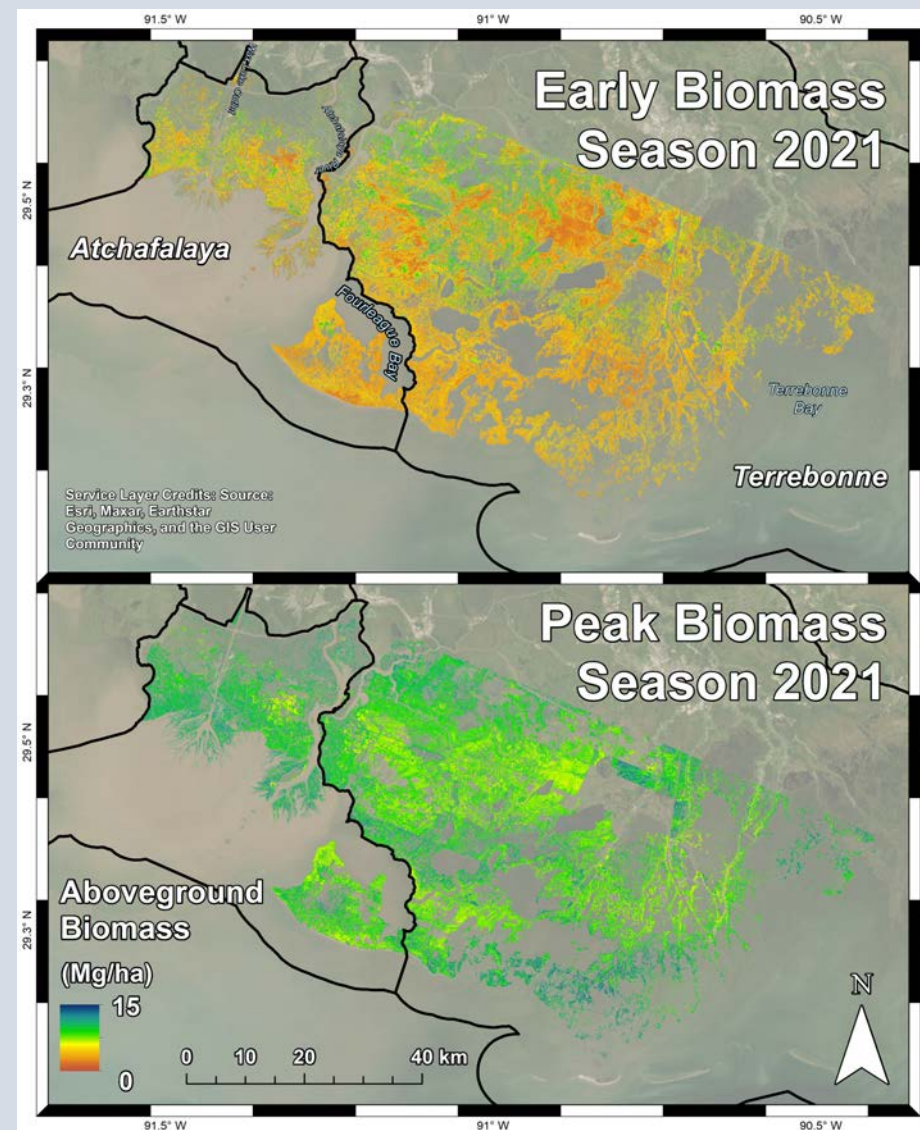 91.5° W
91° W
90.5° W
Early Biomass
Season 2021
29.5° N
Atchafalaya
Fourleague Bay
29.3° N
Terrebonne
Bay
Terrebonne
Service Layer Credits: Source:
Esri, Maxar, Earthstar
Geographics, and the GIS User
Community
Peak Biomass
Season 2021
29.5° N
29.3° N
Aboveground
Biomass
(Mg/ha)
15
0
0
20
40 km
10
N
91.5° W
91° W
90.5° W